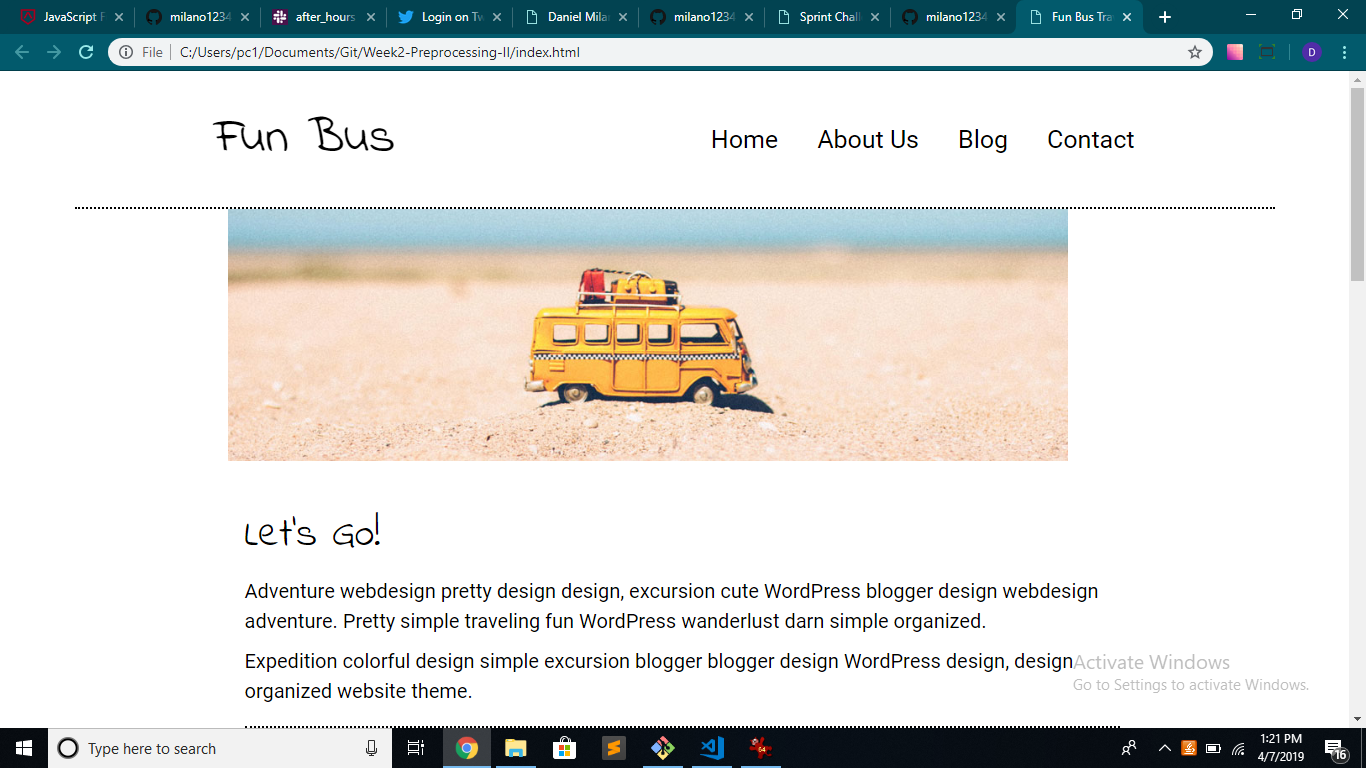 JavaScript F
milano1234
after_hours
Login on Tw
Daniel Mila
milano1234
Sprint Chall
milano1234
Fun Bus Tra
File
C:/Users/pc1/Documents/Git/Week2-Preprocessing-II/index.html
D
Fun Bus
Home
About Us
Blog
Contact
Let's Go!
Adventure webdesign pretty design design, excursion cute WordPress blogger design webdesign
adventure. Pretty simple traveling fun WordPress wanderlust darn simple organized.
Expedition colorful design simple excursion blogger blogger design WordPress design, design
organized website theme.
Activate Windows
Go to Settings to activate Windows.
Type here to search
64
1:21 PM
4/7/2019
16